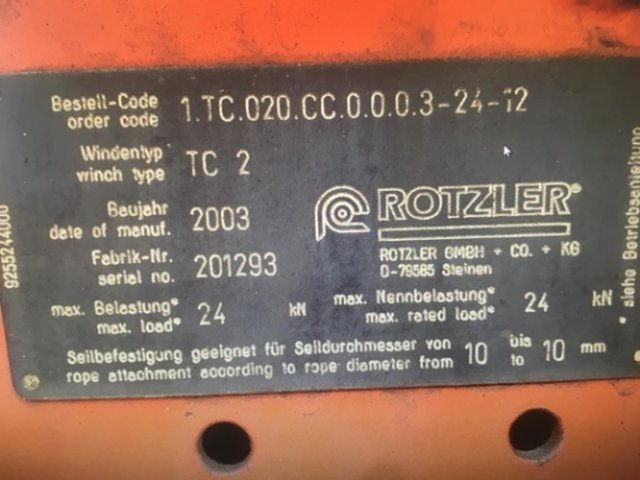 Bestell-Code
order code 1.TC.020.CC.0.0.0.3-24-12
Windentyp
winch type TC 2
Baujahr
date of manuf. 2003
Fabrik-Nr.
serial no. 201293
ROTZLER®
ROTZLER GMBH + CO. + KG
D-79585 Steinen
max. Belastung*
max. load* 24 kN
max. Nennbelastung*
max. rated load* 24 kN
Seilbefestigung geeignet für Seildurchmesser von 10 bis 10 mm
rope attachment according to rope diameter from to
9255244000
* siehe Betriebsanleitung